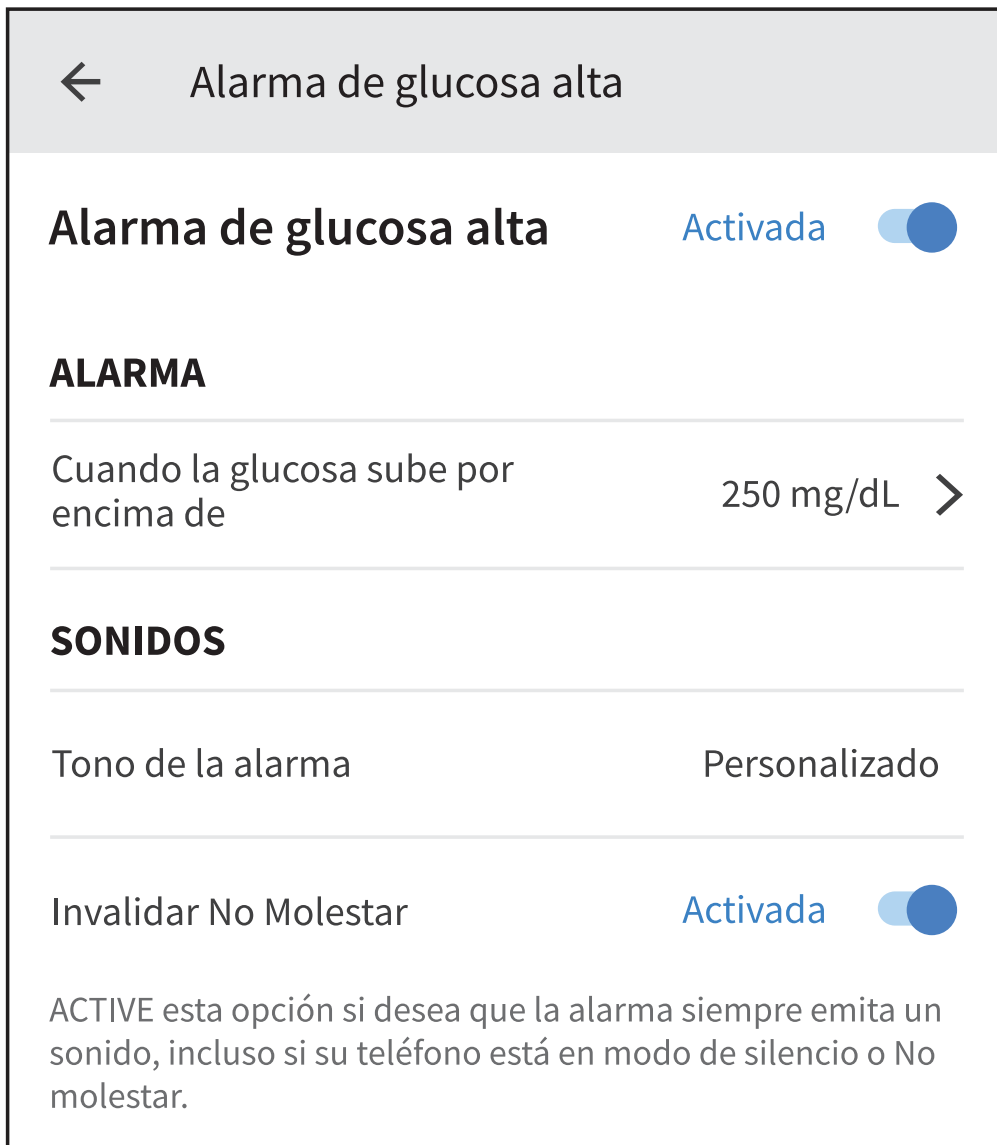 Alarma de glucosa alta
Alarma de glucosa alta Activada
ALARMA
Cuando la glucosa sube por
encima de
250 mg/dL
SONIDOS
Tono de la alarma Personalizado
Invalidar No Molestar Activada
ACTIVE esta opción si desea que la alarma siempre emita un
sonido, incluso si su teléfono está en modo de silencio o No
molestar.